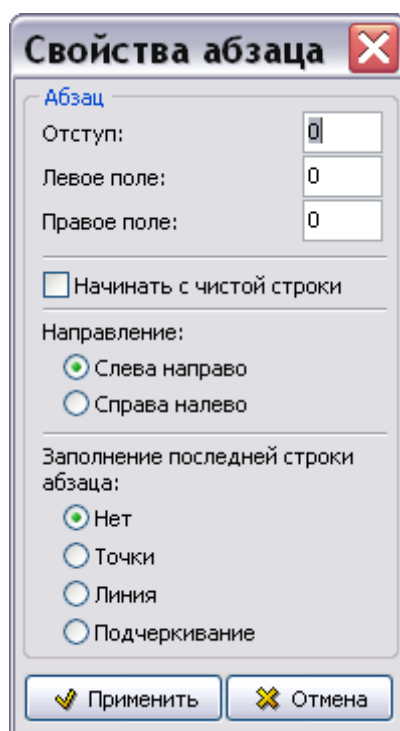 Свойства абзаца
Абзац
Отступ: 0
Левое поле: 0
Правое поле: 0
Начинать с чистой строки
Направление:
Слева направо
Справа налево
Заполнение последней строки
абзаца:
Нет
Точки
Линия
Подчеркивание
Применить Отмена